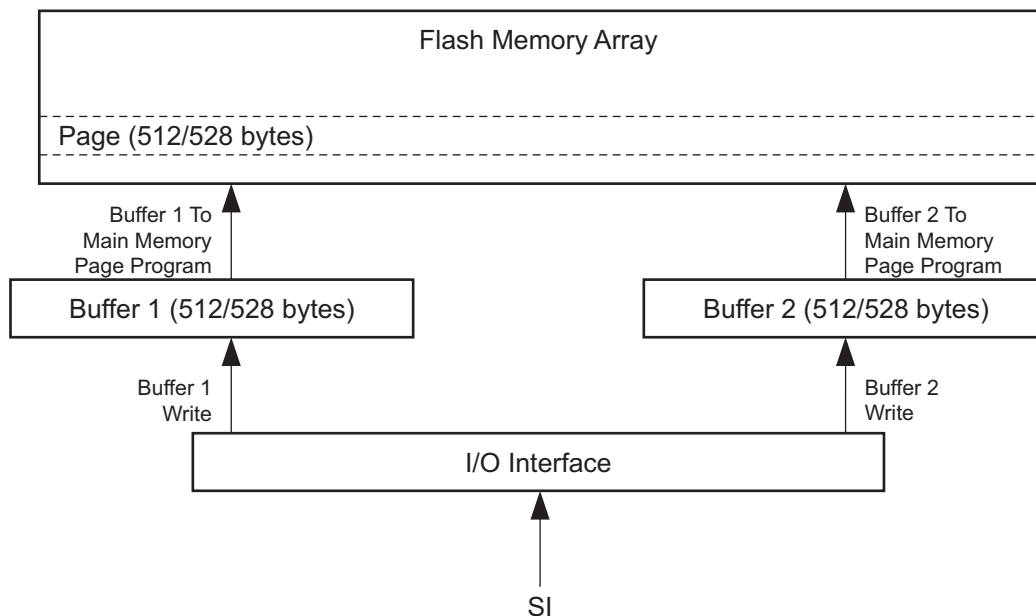 Flash Memory Array
Page (512/528 bytes)
Buffer 1 To
Main Memory
Page Program
Buffer 2 To
Main Memory
Page Program
Buffer 1 (512/528 bytes)
Buffer 2 (512/528 bytes)
Buffer 1
Write
Buffer 2
Write
I/O Interface
SI